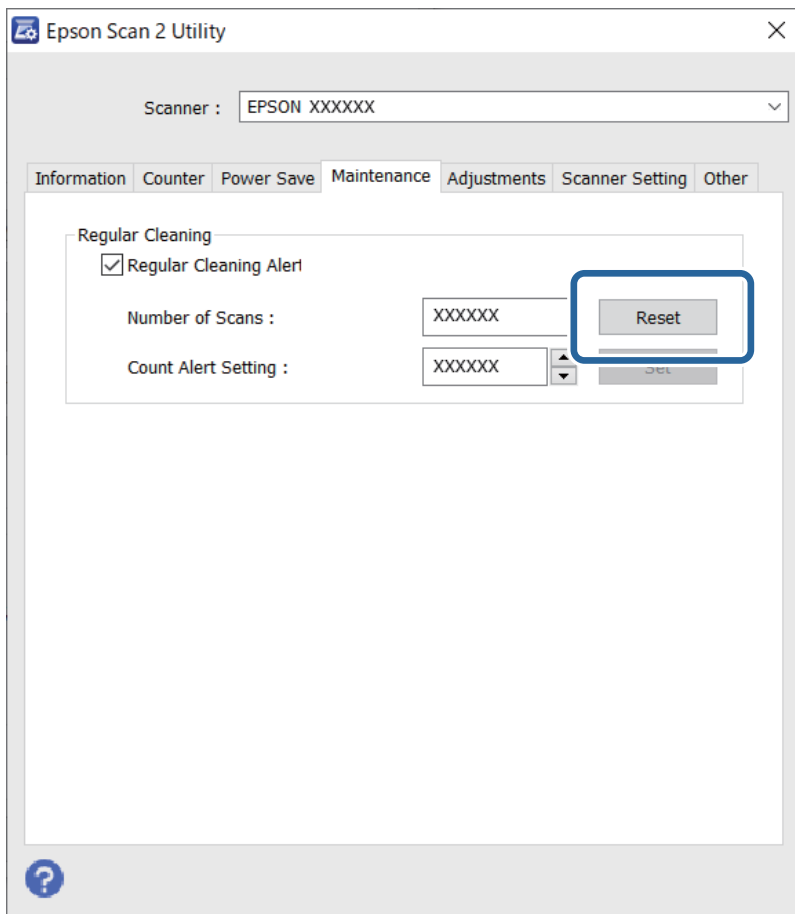 Epson Scan 2 Utility
Scanner : EPSON XXXXXX
Information Counter Power Save Maintenance Adjustments Scanner Setting Other
Regular Cleaning
Regular Cleaning Alert
Number of Scans : XXXXXX Reset
Count Alert Setting : XXXXXX Set
?